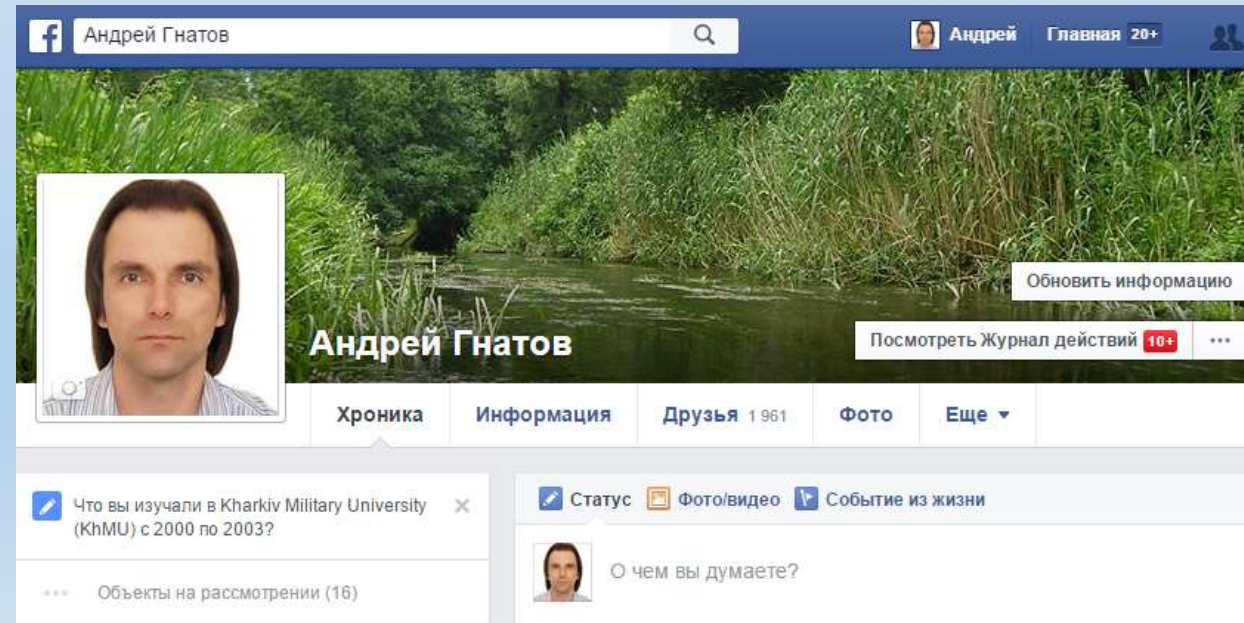 f Андрей Гнатов Андрей Главная 20+
Обновить информацию
Андрей Гнатов Посмотреть Журнал действий 10+ ...
Хроника Информация Друзья 1 961 Фото Еще
Что вы изучали в Kharkiv Military University
(KhMU) с 2000 по 2003?
... Объекты на рассмотрении (16)
Статус Фото/видео Событие из жизни
О чем вы думаете?